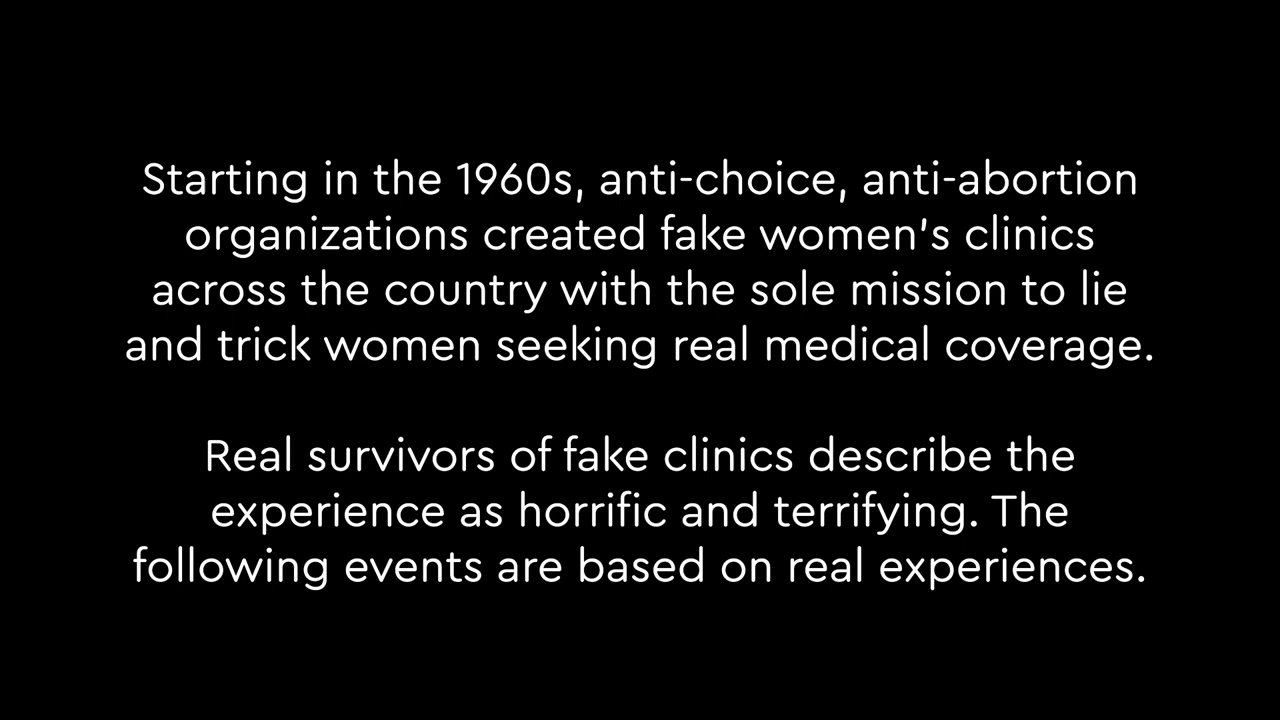 Starting in the 1960s, anti-choice, anti-abortion
organizations created fake women's clinics
across the country with the sole mission to lie
and trick women seeking real medical coverage.
Real survivors of fake clinics describe the
experience as horrific and terrifying. The
following events are based on real experiences.